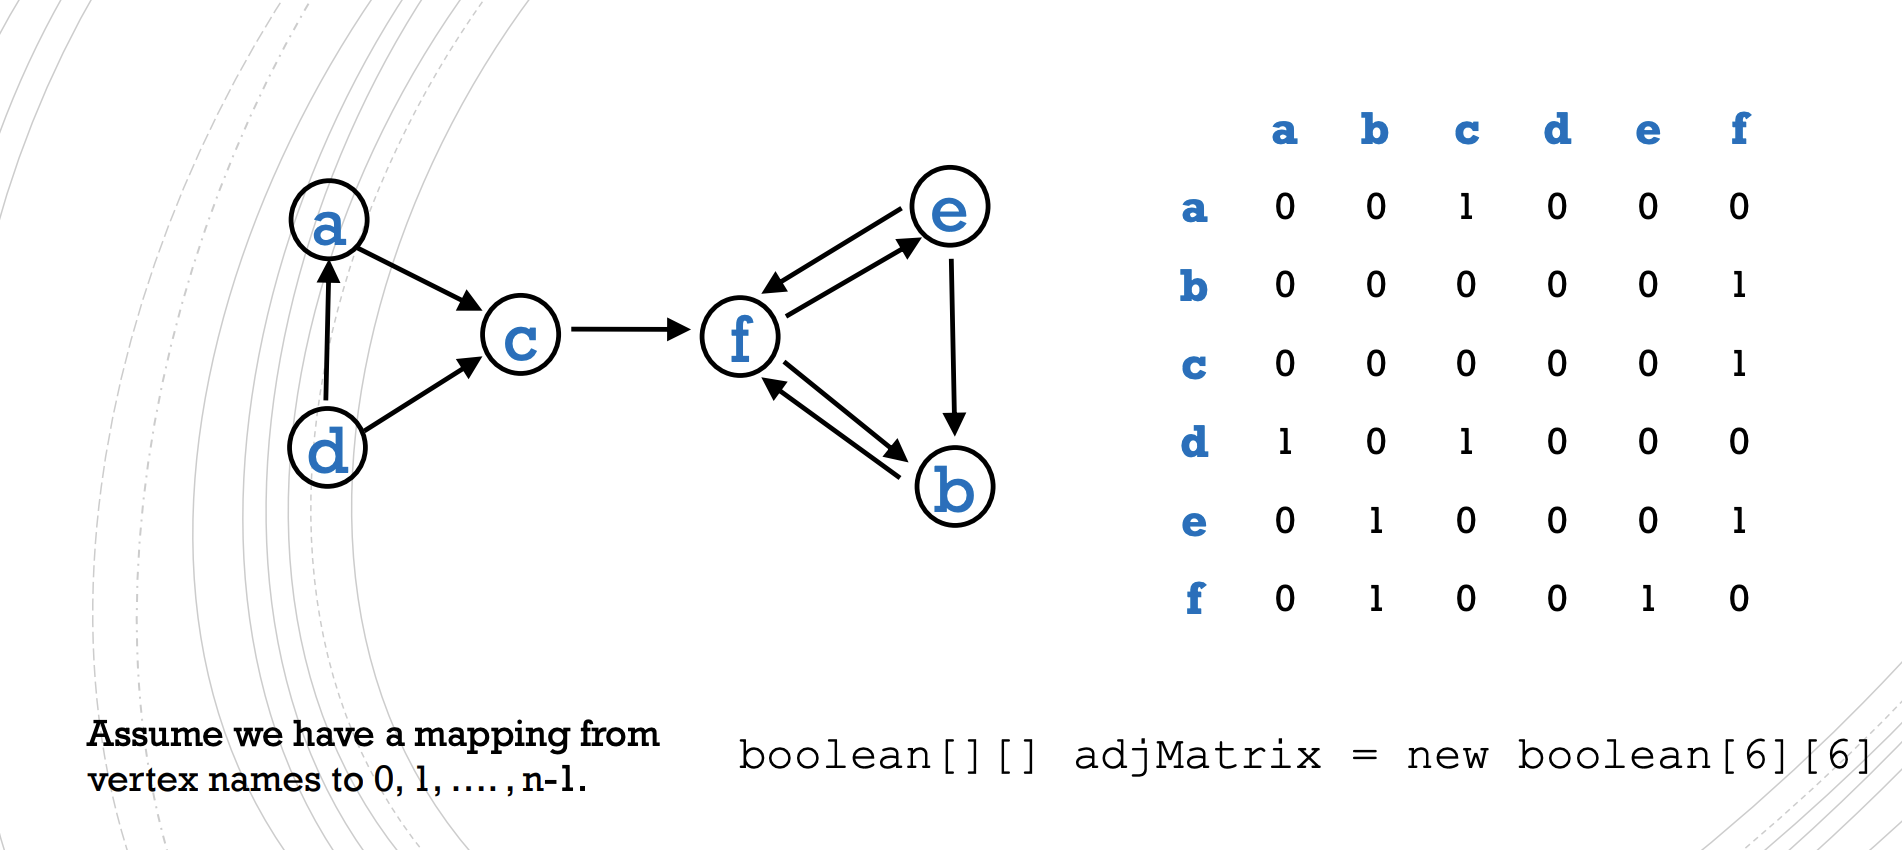 a
e
c
f
d
b
a b c d e f
a 0 0 1 0 0 0
b 0 0 0 0 0 1
c 0 0 0 0 0 1
d 1 0 1 0 0 0
e 0 1 0 0 0 1
f 0 1 0 0 1 0
Assume we have a mapping from
vertex names to 0, 1, .... , n-1.
boolean[][] adjMatrix = new boolean[6][6]